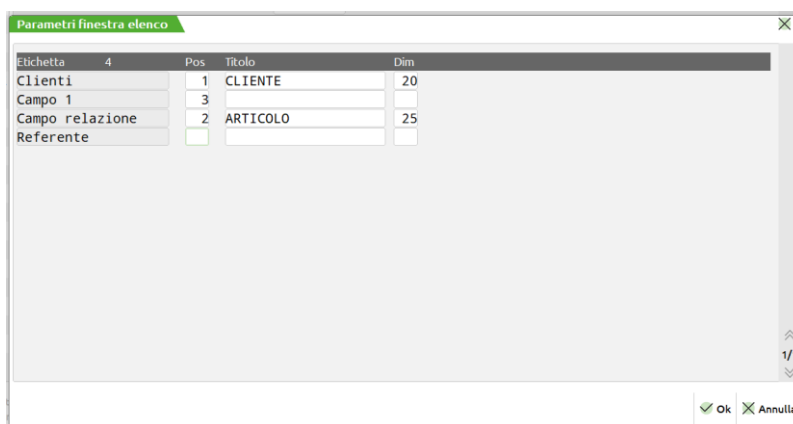 Parametri finestra elenco
Etichetta 4 Pos Titolo Dim
Clienti 1 CLIENTE 20
Campo 1 3
Campo relazione 2 ARTICOLO 25
Referente
1/
Ok Annulla